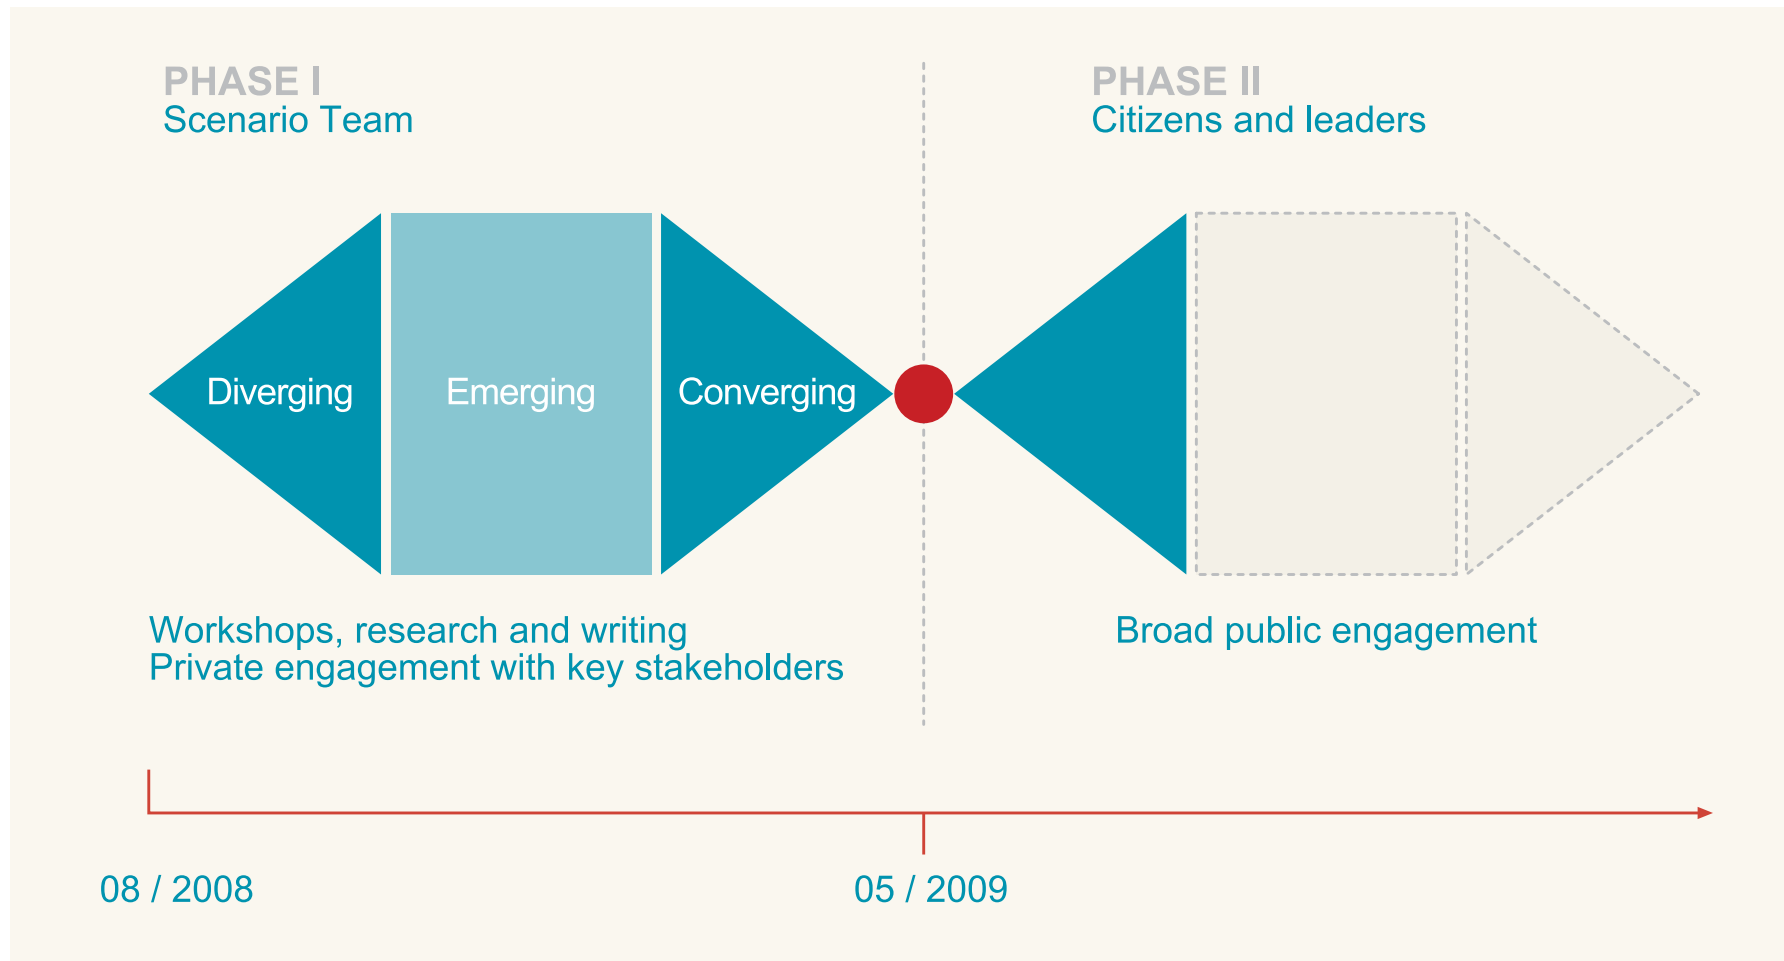 PHASE I
Scenario Team
PHASE II
Citizens and leaders
Diverging
Emerging
Converging
Workshops, research and writing
Private engagement with key stakeholders
Broad public engagement
08 / 2008
05 / 2009